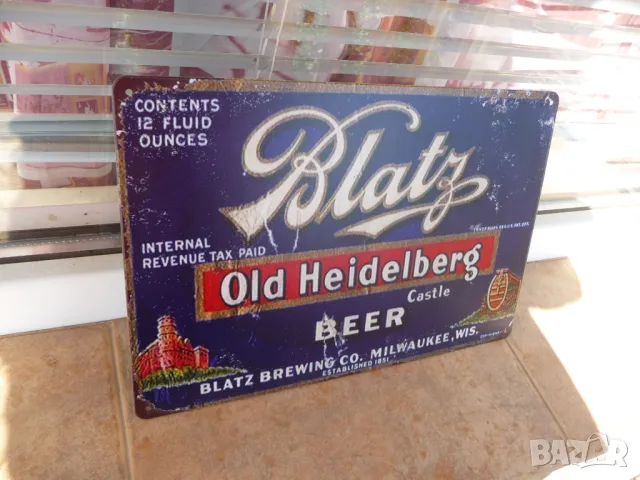 CONTENTS
12 FLUID
OUNCES
Blatz
INTERNAL
REVENUE TAX PAID
Old Heidelberg
Castle
BEER
BLATZ BREWING CO. MILWAUKEE, WIS.
ESTABLISHED 1851
BAZAR